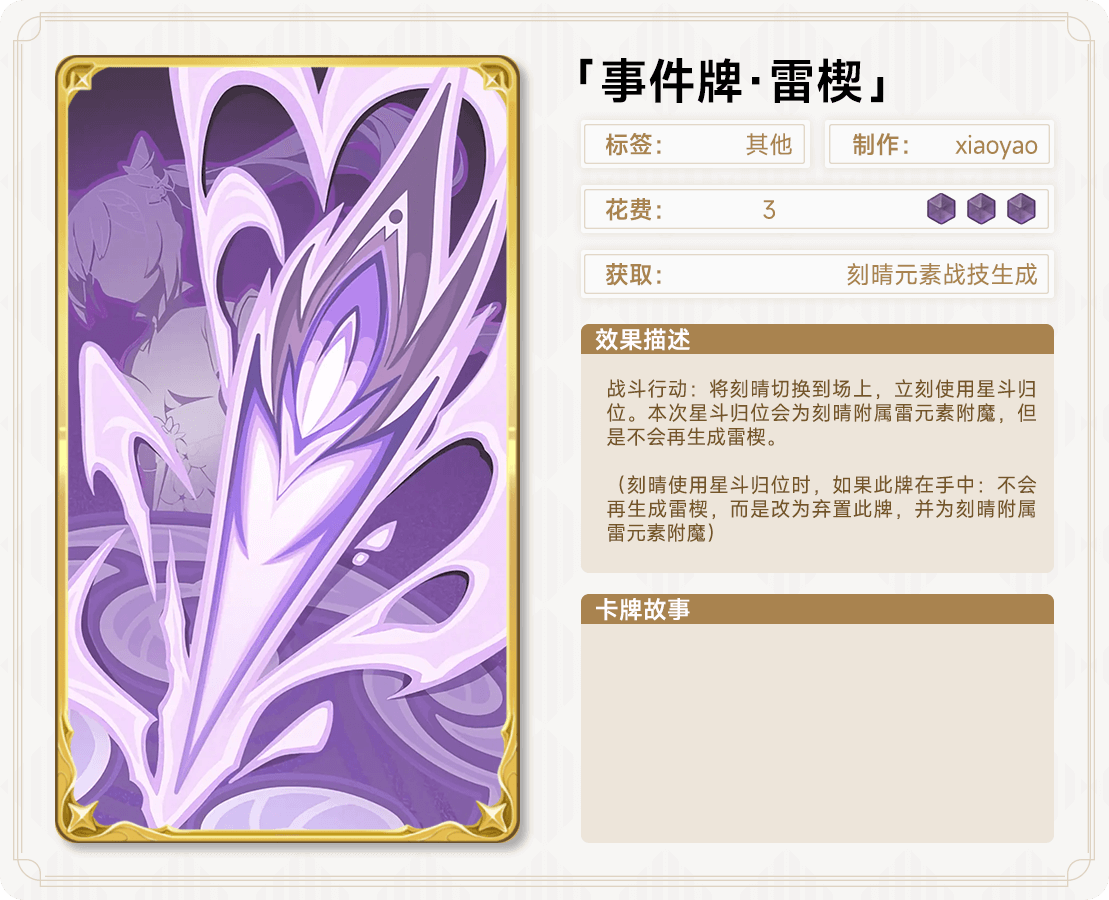 「事件牌·雷楔」
标签： 其他
制作： xiaoyao
花费： 3
获取： 刻晴元素战技生成
效果描述
战斗行动：将刻晴切换到场上，立刻使用星斗归
位。本次星斗归位会为刻晴附属雷元素附魔，但
是不会再生成雷楔。
（刻晴使用星斗归位时，如果此牌在手中：不会
再生成雷楔，而是改为弃置此牌，并为刻晴附属
雷元素附魔）
卡牌故事